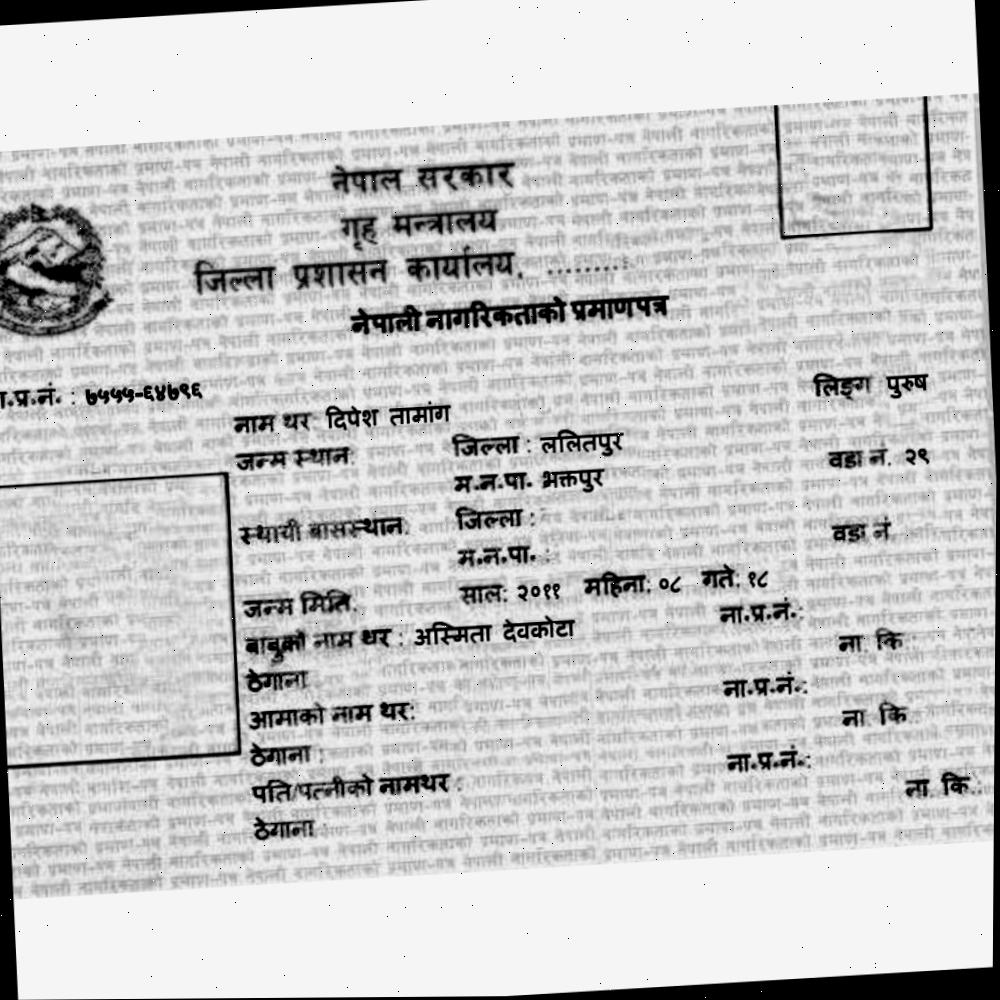 नेपाल सरकार
गृह मन्त्रालय
जिल्ला प्रशासन कार्यालय, .........
नेपाली नागरिकताको प्रमाणपत्र
ा.प्र.नं. : ७५५५-६४७९६ लिङ्ग पुरुष
नाम थर दिपेश तामांग
जन्म स्थान: जिल्ला : ललितपुर वडा नं. २९
म.न.पा. भक्तपुर
स्थायी बासस्थान: जिल्ला : वडा नं
म.न.पा. :
जन्म मिति: साल: २०११ महिना: ०८ गते: १८
ना.प्र.नं.:
बाबुको नाम थर : अस्मिता देवकोटा ना. कि :
ठेगाना ना.प्र.नं.:
आमाको नाम थर: ना. कि :
ठेगाना : ना.प्र.नं.:
पति/पत्नीको नामथर : ना. कि :
ठेगाना :